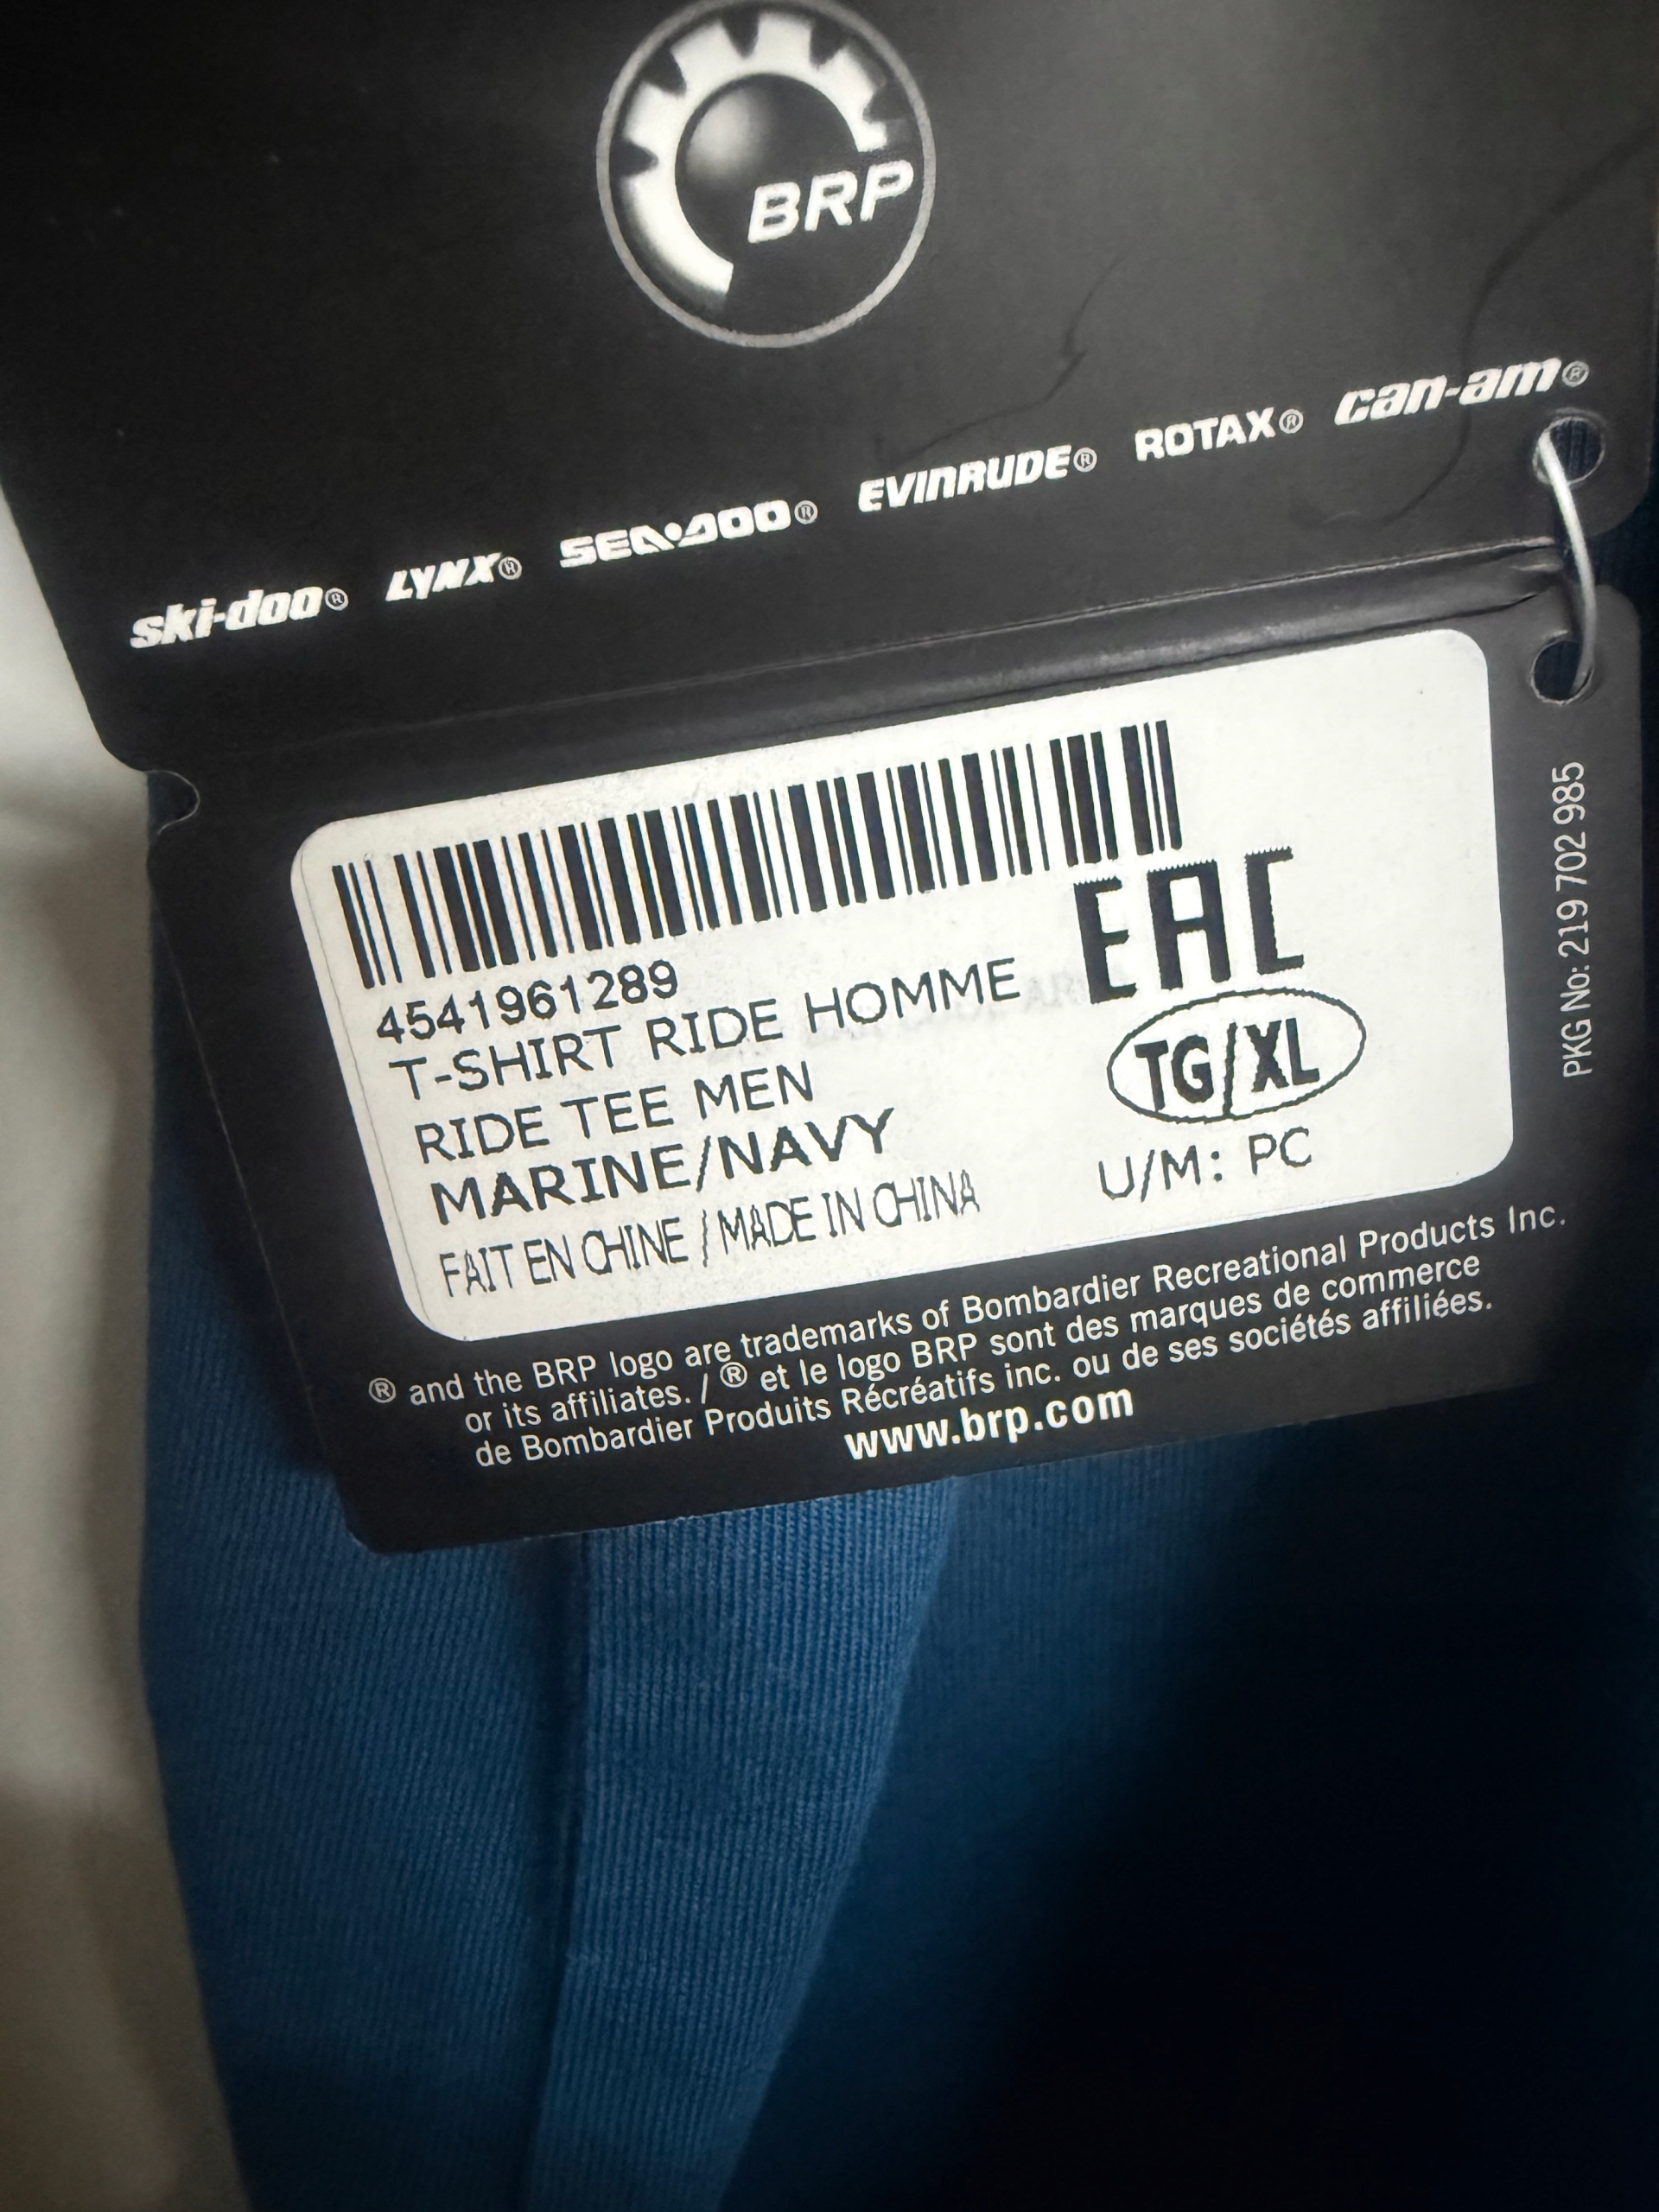 BRP
ski-doo® LYNX® SEA-DOO® EVINRUDE® ROTAX® can-am®
4541961289
T-SHIRT RIDE HOMME
RIDE TEE MEN
MARINE/NAVY
FAIT EN CHINE / MADE IN CHINA
EAC
TG/XL
U/M: PC
PKG No: 219 702 985
® and the BRP logo are trademarks of Bombardier Recreational Products Inc.
or its affiliates. / ® et le logo BRP sont des marques de commerce
de Bombardier Produits Récréatifs inc. ou de ses sociétés affiliées.
www.brp.com